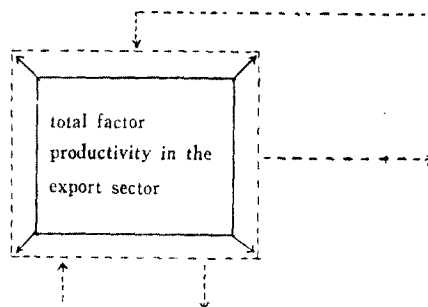 total factor
productivity in the
export sector